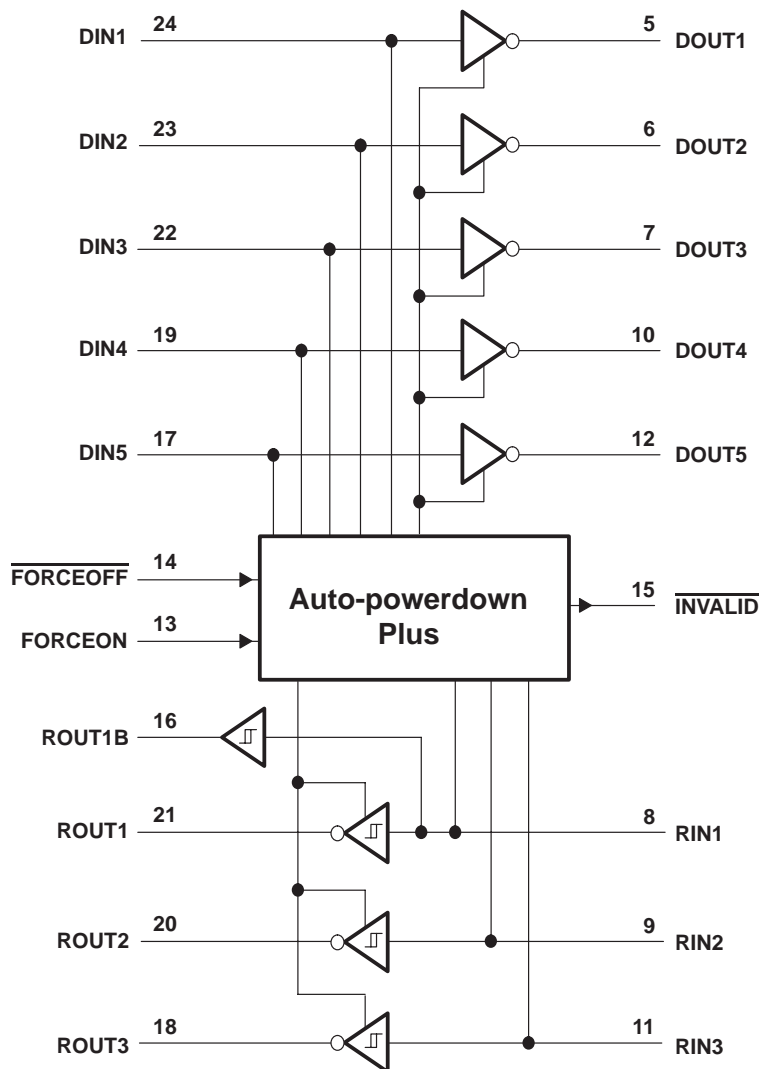 DIN1 24 5 DOUT1
DIN2 23 6 DOUT2
DIN3 22 7 DOUT3
DIN4 19 10 DOUT4
DIN5 17 12 DOUT5
FORCEOFF 14
Auto-powerdown
Plus
15 INVALID
FORCEON 13
ROUT1B 16
ROUT1 21 8 RIN1
ROUT2 20 9 RIN2
ROUT3 18 11 RIN3